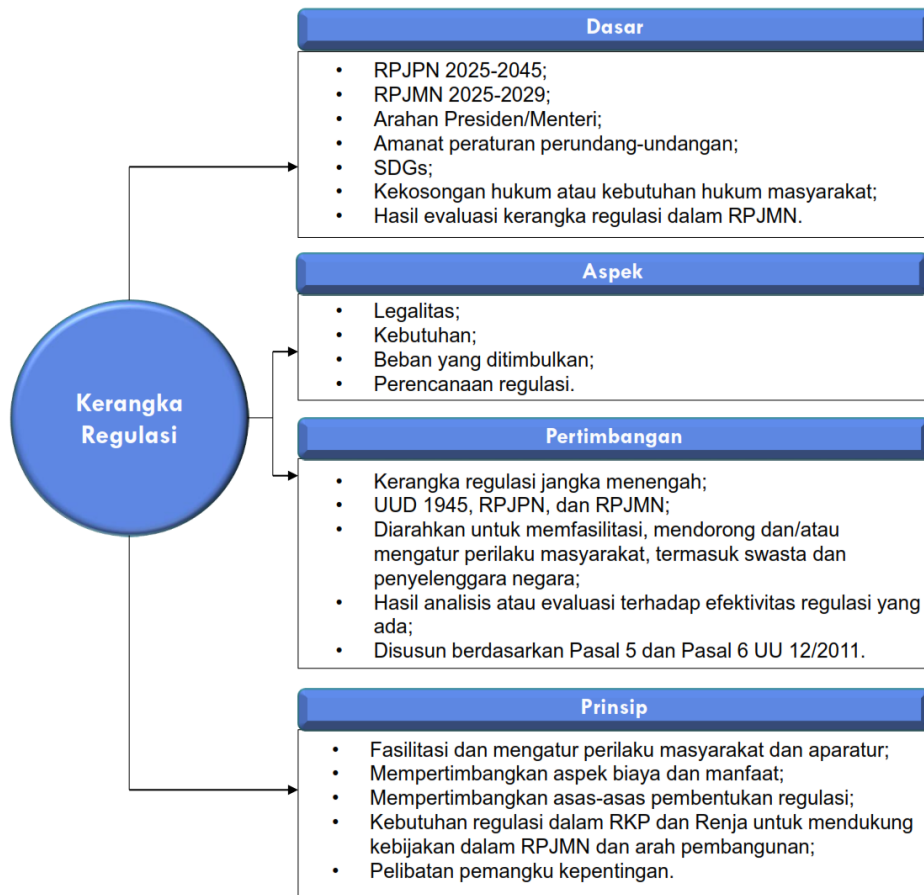 Dasar
• RPJPN 2025-2045;
• RPJMN 2025-2029;
• Arahan Presiden/Menteri;
• Amanat peraturan perundang-undangan;
• SDGs;
• Kekosongan hukum atau kebutuhan hukum masyarakat;
• Hasil evaluasi kerangka regulasi dalam RPJMN.
Aspek
• Legalitas;
• Kebutuhan;
• Beban yang ditimbulkan;
• Perencanaan regulasi.
Kerangka
Regulasi
Pertimbangan
• Kerangka regulasi jangka menengah;
• UUD 1945, RPJPN, dan RPJMN;
• Diarahkan untuk memfasilitasi, mendorong dan/atau
mengatur perilaku masyarakat, termasuk swasta dan
penyelenggara negara;
• Hasil analisis atau evaluasi terhadap efektivitas regulasi yang
ada;
• Disusun berdasarkan Pasal 5 dan Pasal 6 UU 12/2011.
Prinsip
• Fasilitasi dan mengatur perilaku masyarakat dan aparatur;
• Mempertimbangkan aspek biaya dan manfaat;
• Mempertimbangkan asas-asas pembentukan regulasi;
• Kebutuhan regulasi dalam RKP dan Renja untuk mendukung
kebijakan dalam RPJMN dan arah pembangunan;
• Pelibatan pemangku kepentingan.